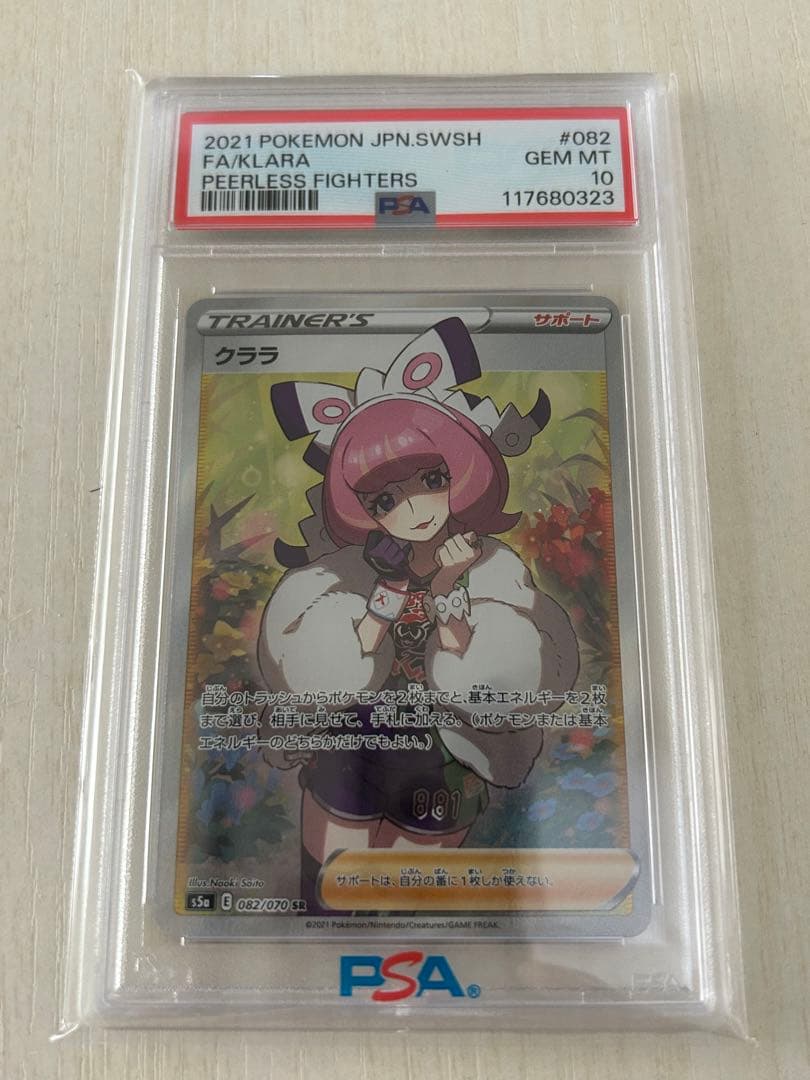 2021 POKEMON JPN.SWSH #082
FA/KLARA GEM MT
PEERLESS FIGHTERS 10
PSA 117680323
TRAINER'S サポート
クララ
自分のトラッシュからポケモンを2枚までと、基本エネルギーを2枚
まで選び、相手に見せて、手札に加える。（ポケモンまたは基本
エネルギーのどちらかだけでもよい。）
881
Illus. Naoki Saito
サポートは、自分の番に1枚しか使えない。
s5a E 082/070 SR
©2021 Pokémon/Nintendo/Creatures/GAME FREAK.
PSA®